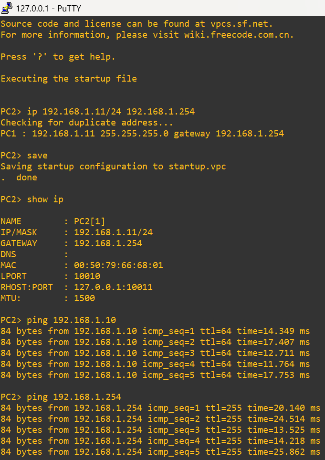 127.0.0.1 - PuTTY
Source code and license can be found at vpcs.sf.net.
For more information, please visit wiki.freecode.com.cn.
Press '?' to get help.
Executing the startup file
PC2> ip 192.168.1.11/24 192.168.1.254
Checking for duplicate address...
PC1 : 192.168.1.11 255.255.255.0 gateway 192.168.1.254
PC2> save
Saving startup configuration to startup.vpc
.  done
PC2> show ip
NAME        : PC2[1]
IP/MASK     : 192.168.1.11/24
GATEWAY     : 192.168.1.254
DNS         :
MAC         : 00:50:79:66:68:01
LPORT       : 10010
RHOST:PORT  : 127.0.0.1:10011
MTU:        : 1500
PC2> ping 192.168.1.10
84 bytes from 192.168.1.10 icmp_seq=1 ttl=64 time=14.349 ms
84 bytes from 192.168.1.10 icmp_seq=2 ttl=64 time=17.407 ms
84 bytes from 192.168.1.10 icmp_seq=3 ttl=64 time=12.711 ms
84 bytes from 192.168.1.10 icmp_seq=4 ttl=64 time=11.764 ms
84 bytes from 192.168.1.10 icmp_seq=5 ttl=64 time=17.753 ms
PC2> ping 192.168.1.254
84 bytes from 192.168.1.254 icmp_seq=1 ttl=255 time=20.140 ms
84 bytes from 192.168.1.254 icmp_seq=2 ttl=255 time=24.514 ms
84 bytes from 192.168.1.254 icmp_seq=3 ttl=255 time=13.525 ms
84 bytes from 192.168.1.254 icmp_seq=4 ttl=255 time=14.218 ms
84 bytes from 192.168.1.254 icmp_seq=5 ttl=255 time=25.862 ms